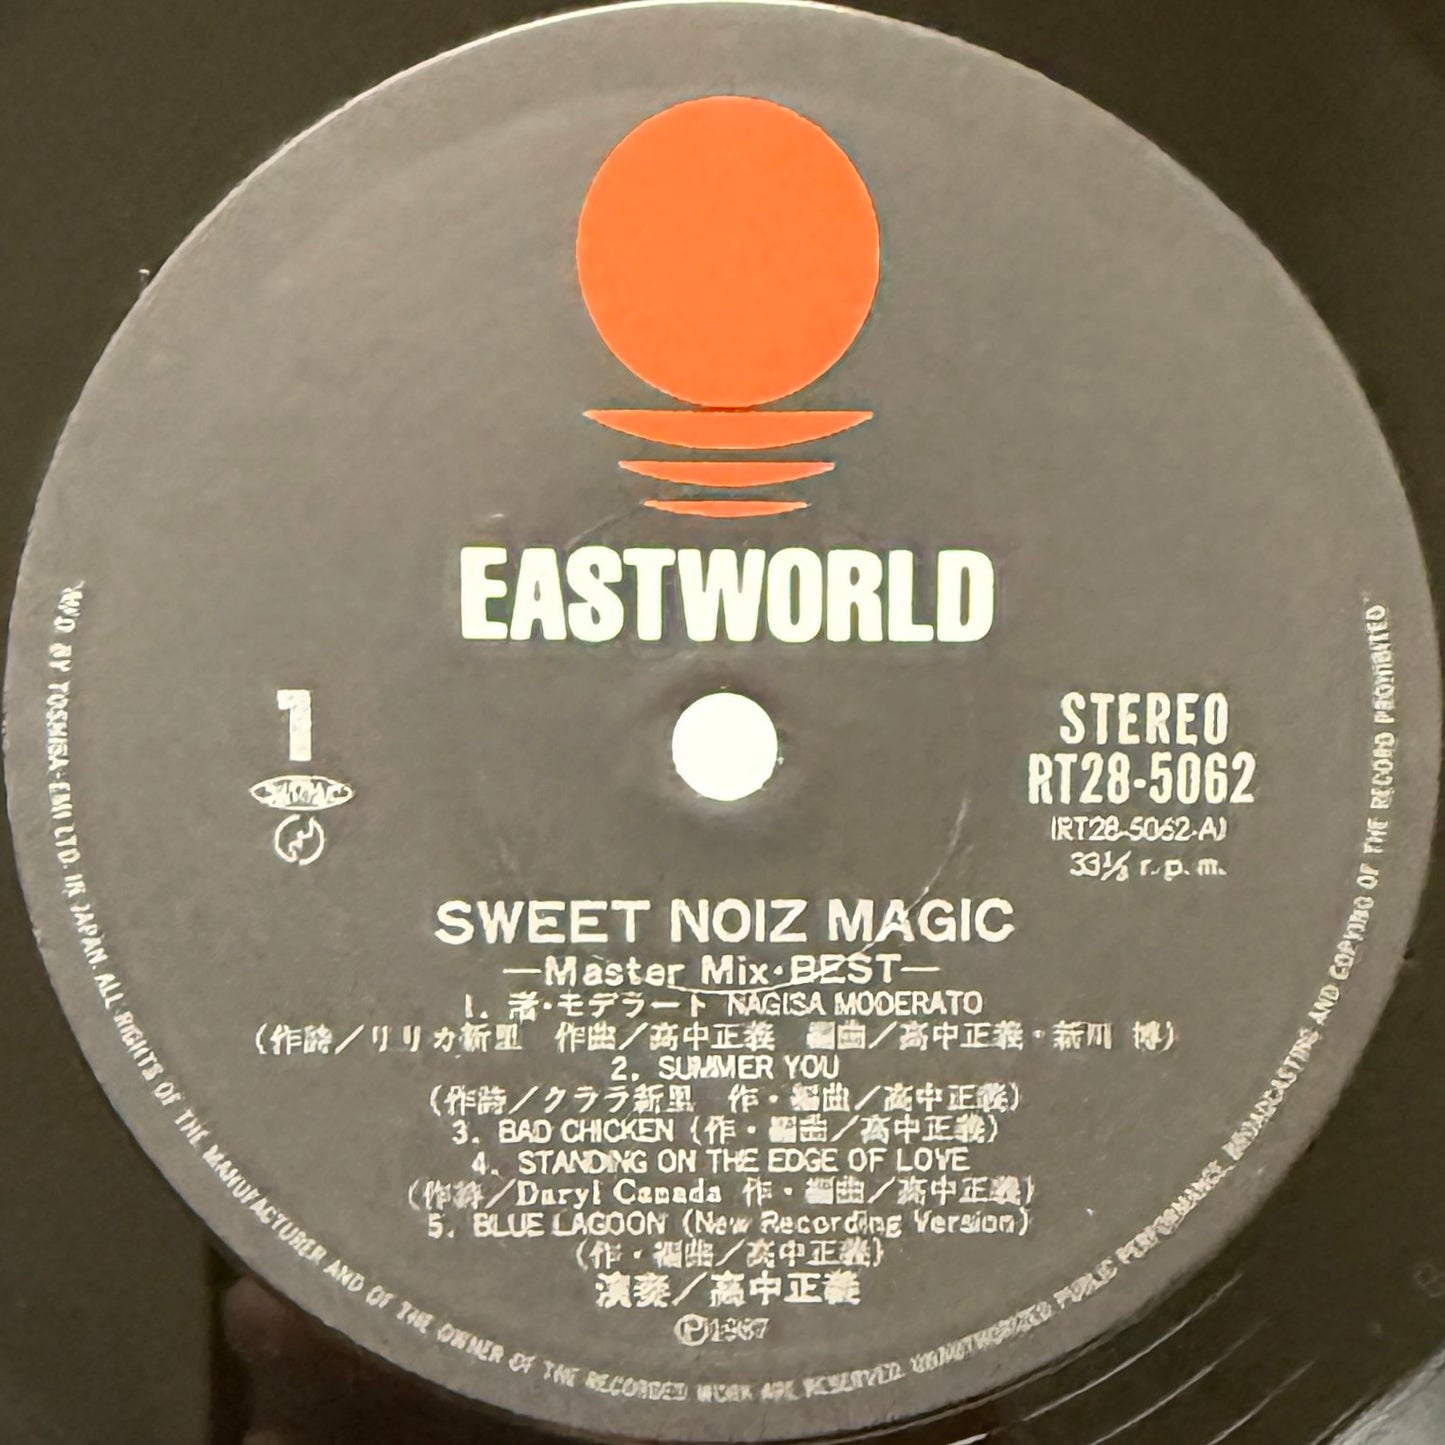 EASTWORLD
1
STEREO
RT28-5062
(RT28-5062-A)
33⅓ r.p.m.
SWEET NOIZ MAGIC
—Master Mix・BEST—
1. 渚・モデラート NAGISA MODERATO
(作詩/リリカ新里 作曲/高中正義 編曲/高中正義・新川 博)
2. SUMMER YOU
(作詩/クララ新里 作・編曲/高中正義)
3. BAD CHICKEN (作・編曲/高中正義)
4. STANDING ON THE EDGE OF LOVE
(作詩/Daryl Canada 作・編曲/高中正義)
5. BLUE LAGOON (New Recording Version)
(作・編曲/高中正義)
演奏/高中正義
Ⓟ1987
BY TOSHIBA-EMI LTD. IN JAPAN. ALL RIGHTS OF THE MANUFACTURER AND OF THE OWNER OF THE RECORDED WORK ARE RESERVED. UNAUTHORIZED PUBLIC PERFORMANCE, BROADCASTING AND COPYING OF THE RECORD PROHIBITED